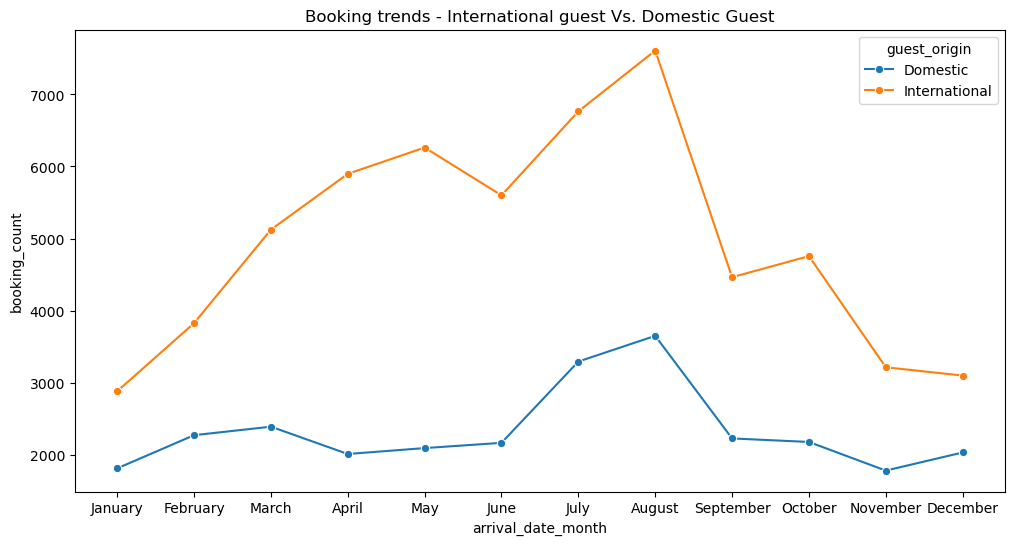 Booking trends - International guest Vs. Domestic Guest
guest_origin
Domestic
International
booking_count
7000
6000
5000
4000
3000
2000
January February March April May June July August September October November December
arrival_date_month